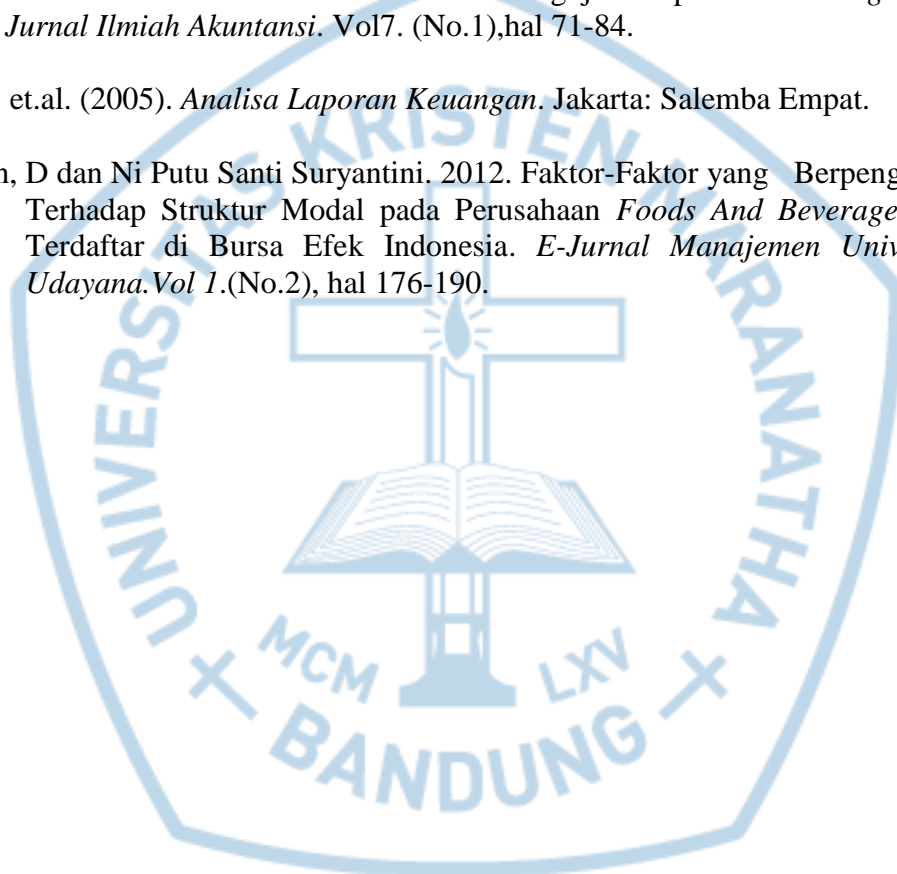 Jurnal Ilmiah Akuntansi. Vol7. (No.1),hal 71-84.
et.al. (2005). Analisa Laporan Keuangan. Jakarta: Salemba Empat.
, D dan Ni Putu Santi Suryantini. 2012. Faktor-Faktor yang Berpeng
Terhadap Struktur Modal pada Perusahaan Foods And Beverage
Terdaftar di Bursa Efek Indonesia. E-Jurnal Manajemen Univ
Udayana.Vol 1.(No.2), hal 176-190.
UNIVERSITAS KRISTEN MARANATHA
MCM LXV
BANDUNG